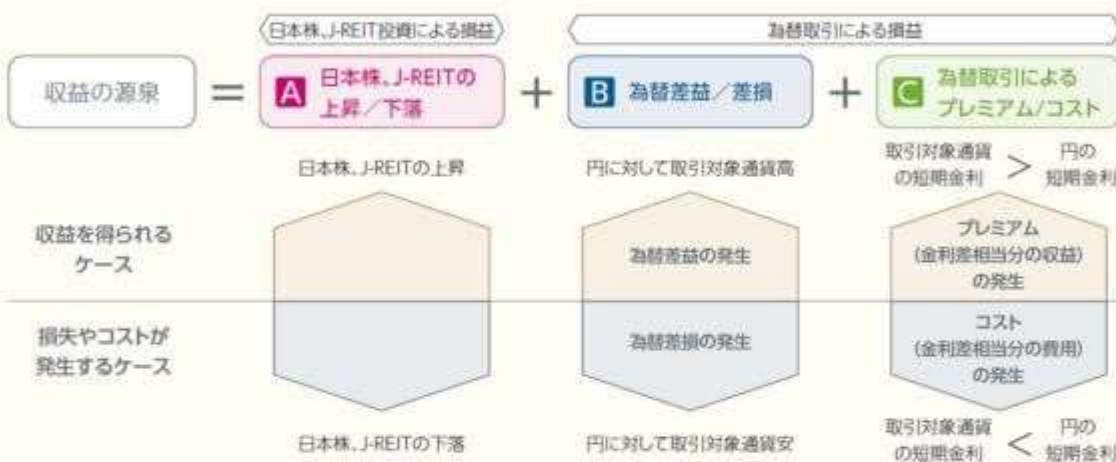 日本株、J-REIT投資による損益
為替取引による損益
収益の源泉
=
A 日本株、J-REITの
上昇／下落
+
B 為替差益／差損
+
C 為替取引による
プレミアム/コスト
日本株、J-REITの上昇
円に対して取引対象通貨高
取引対象通貨
の短期金利
>
円の
短期金利
収益を得られる
ケース
為替差益の発生
プレミアム
(金利差相当分の収益)
の発生
損失やコストが
発生するケース
為替差損の発生
コスト
(金利差相当分の費用)
の発生
日本株、J-REITの下落
円に対して取引対象通貨安
取引対象通貨
の短期金利
<
円の
短期金利